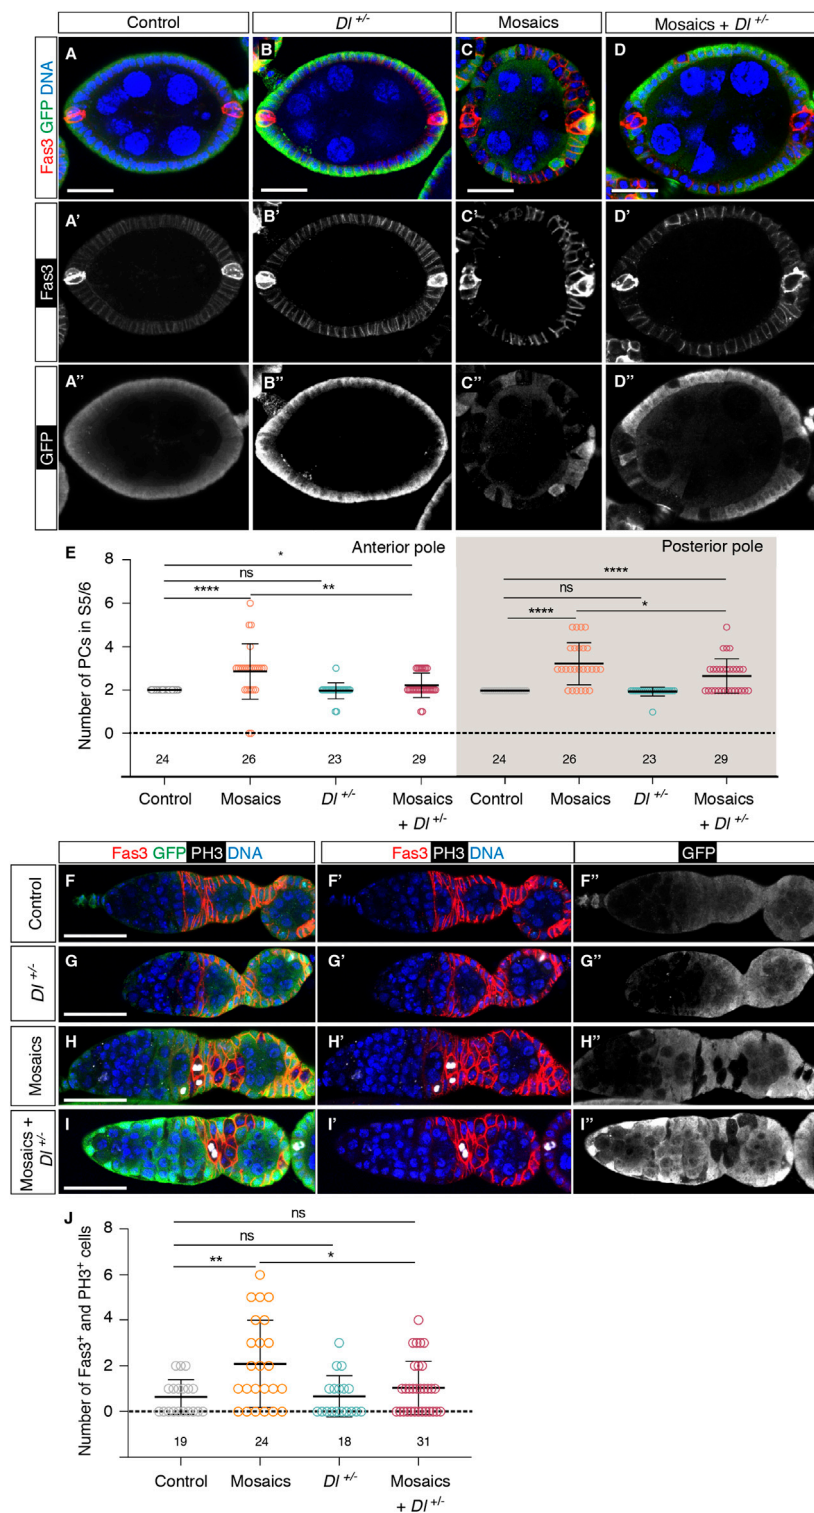 Control
Dl +/-
Mosaics
Mosaics + Dl +/-
Fas3 GFP DNA
A
B
C
D
Fas3
A'
B'
C'
D'
GFP
A''
B''
C''
D''
E
Anterior pole
Posterior pole
Number of PCs in S5/6
8
6
4
2
0
*
ns
****
**
****
ns
****
*
24
26
23
29
24
26
23
29
Control
Mosaics
Dl +/-
Mosaics
+ Dl +/-
Control
Mosaics
Dl +/-
Mosaics
+ Dl +/-
Fas3 GFP PH3 DNA
Fas3 PH3 DNA
GFP
Control
F
F'
F''
Dl +/-
G
G'
G''
Mosaics
H
H'
H''
Mosaics +
Dl +/-
I
I'
I''
J
Number of Fas3+ and PH3+ cells
8
6
4
2
0
ns
ns
**
*
19
24
18
31
Control
Mosaics
Dl +/-
Mosaics
+ Dl +/-